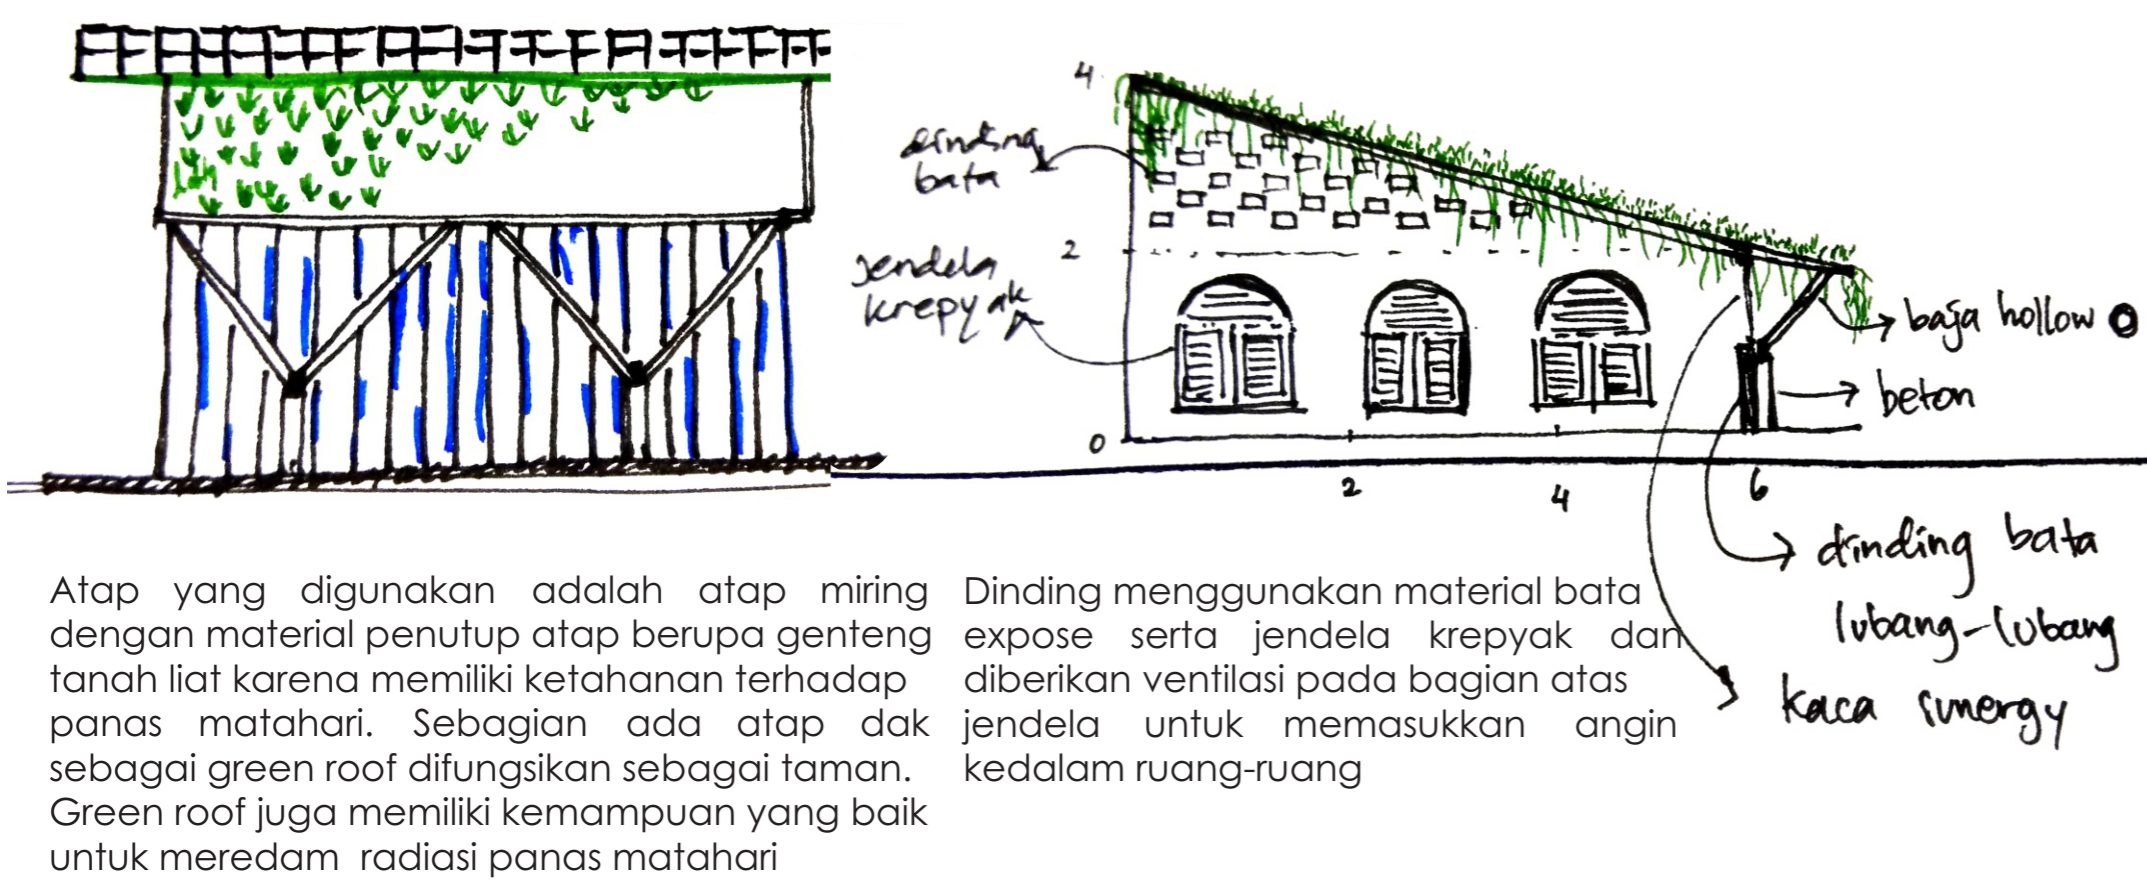 4
dinding
bata
2
jendela
krepyak
baja hollow
beton
0
2 4 6
dinding bata
lubang-lubang
kaca sunergy
Atap yang digunakan adalah atap miring
dengan material penutup atap berupa genteng
tanah liat karena memiliki ketahanan terhadap
panas matahari. Sebagian ada atap dak
sebagai green roof difungsikan sebagai taman.
Green roof juga memiliki kemampuan yang baik
untuk meredam radiasi panas matahari
Dinding menggunakan material bata
expose serta jendela krepyak dan
diberikan ventilasi pada bagian atas
jendela untuk memasukkan angin
kedalam ruang-ruang